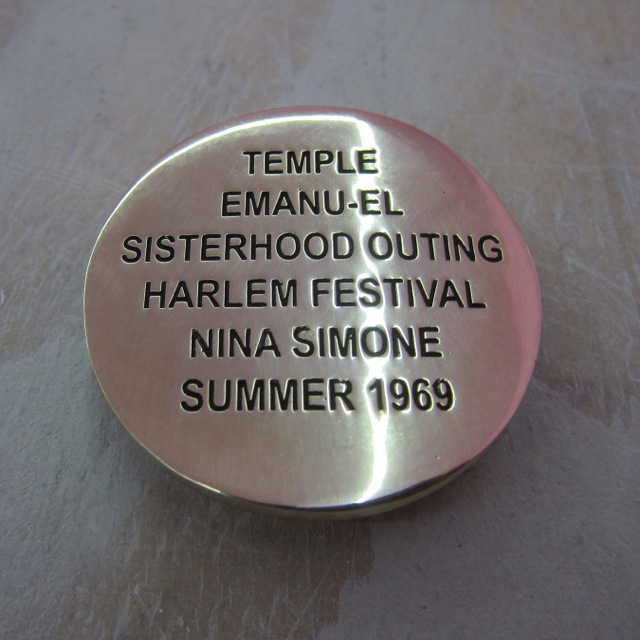 TEMPLE
EMANU-EL
SISTERHOOD OUTING
HARLEM FESTIVAL
NINA SIMONE
SUMMER 1969